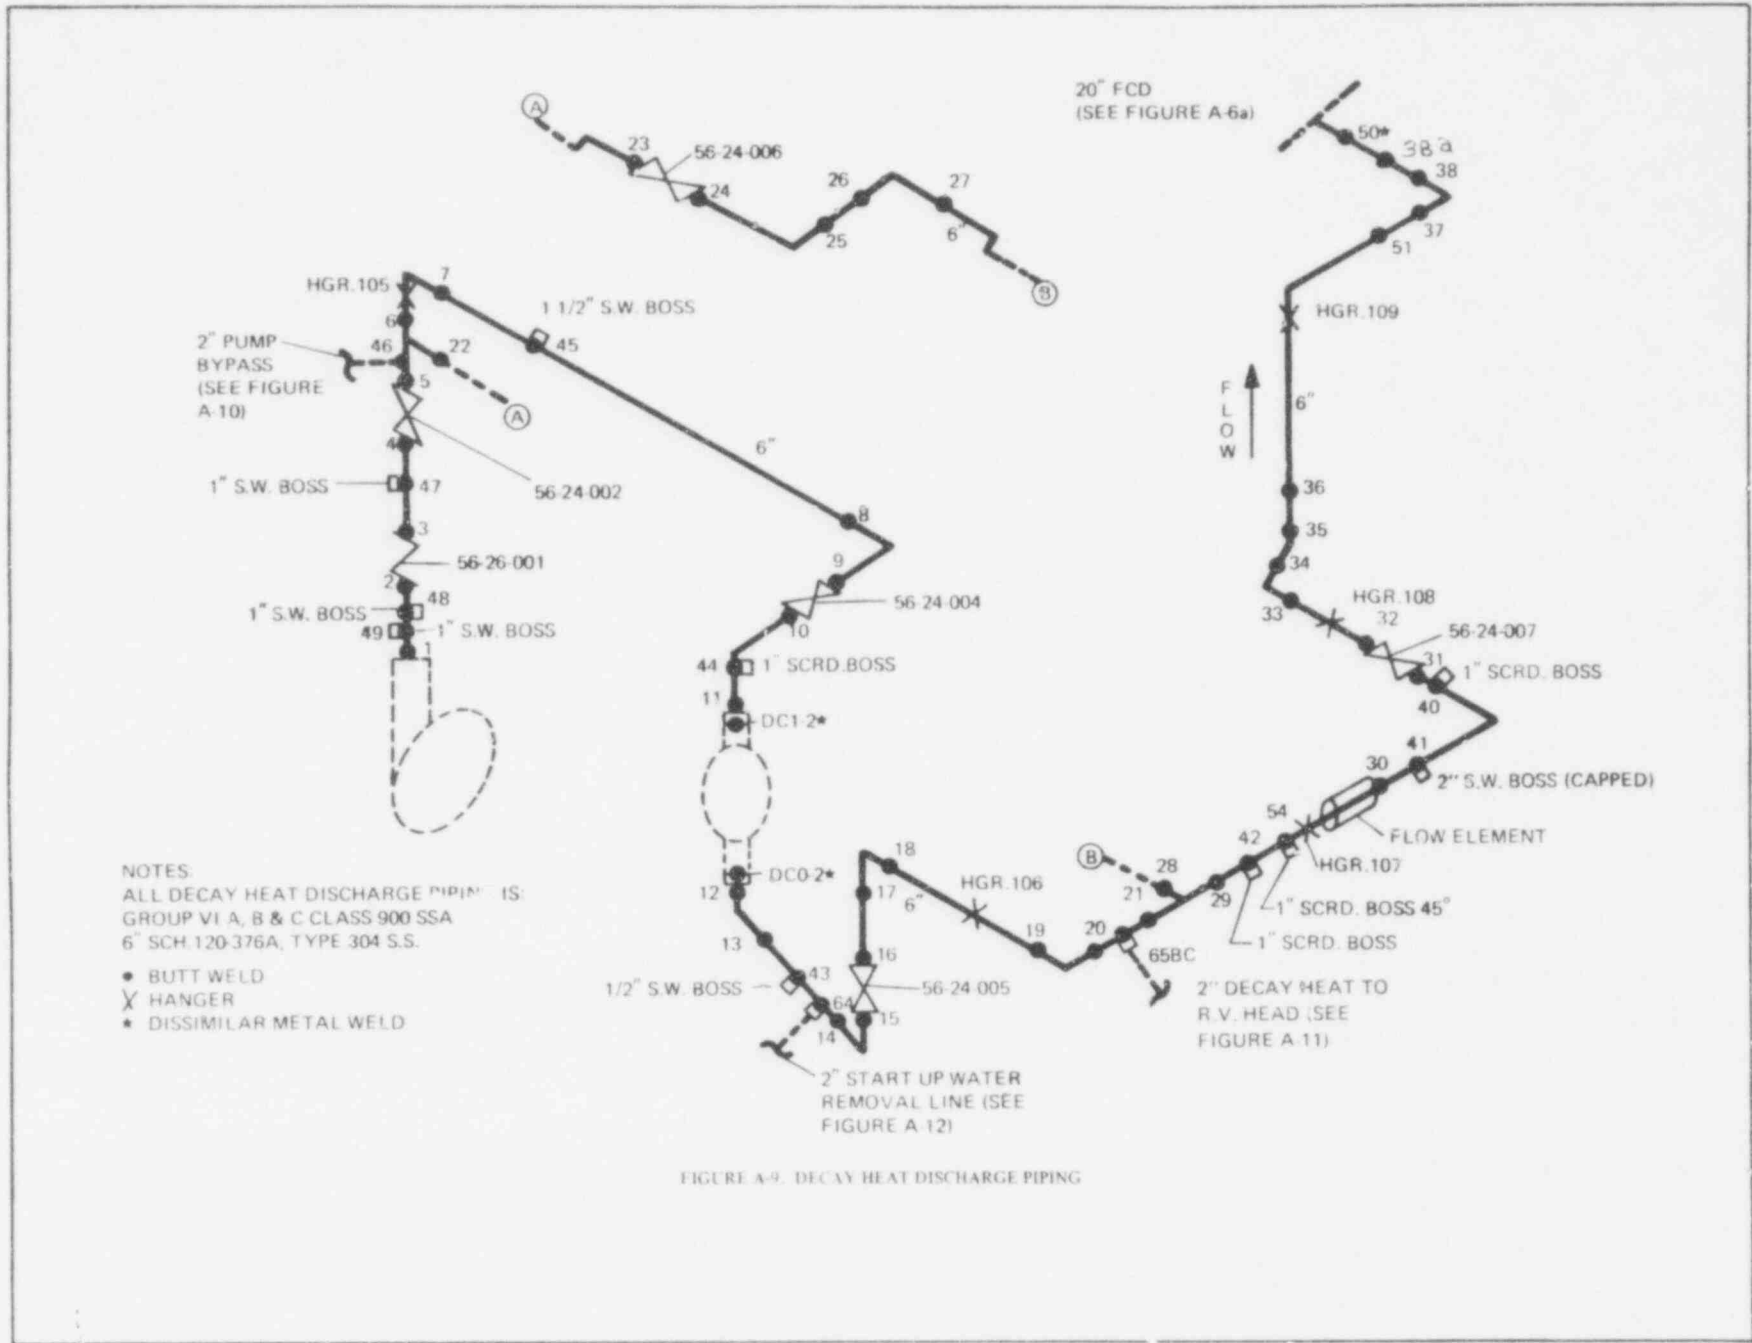 20" FCD
(SEE FIGURE A-6a)
50*
38a
38
37
51
A
23
56-24-006
24
26
25
27
6"
B
HGR.105
7
1 1/2" S.W. BOSS
45
6
2" PUMP
BYPASS
(SEE FIGURE
A-10)
46
22
5
A
4
56-24-002
1" S.W. BOSS
47
3
56-26-001
2
48
1" S.W. BOSS
49
1" S.W. BOSS
1
6"
8
9
56-24-004
10
44
1" SCRD.BOSS
11
DC1-2*
DC0-2*
12
13
43
1/2" S.W. BOSS
64
14
15
56-24-005
16
17
18
6"
HGR.106
19
20
21
B
28
65BC
29
42
54
HGR.107
1" SCRD. BOSS 45°
1" SCRD. BOSS
FLOW ELEMENT
30
41
2" S.W. BOSS (CAPPED)
40
1" SCRD. BOSS
31
56-24-007
32
HGR.108
33
34
35
36
6"
FLOW
HGR.109
2" DECAY HEAT TO
R.V. HEAD (SEE
FIGURE A-11)
2" START UP WATER
REMOVAL LINE (SEE
FIGURE A-12)
NOTES:
ALL DECAY HEAT DISCHARGE IS:
GROUP VI A, B & C CLASS 900 SSA
6" SCH.120-376A, TYPE 304 S.S.
● BUTT WELD
X HANGER
* DISSIMILAR METAL WELD
FIGURE A-9. DECAY HEAT DISCHARGE PIPING